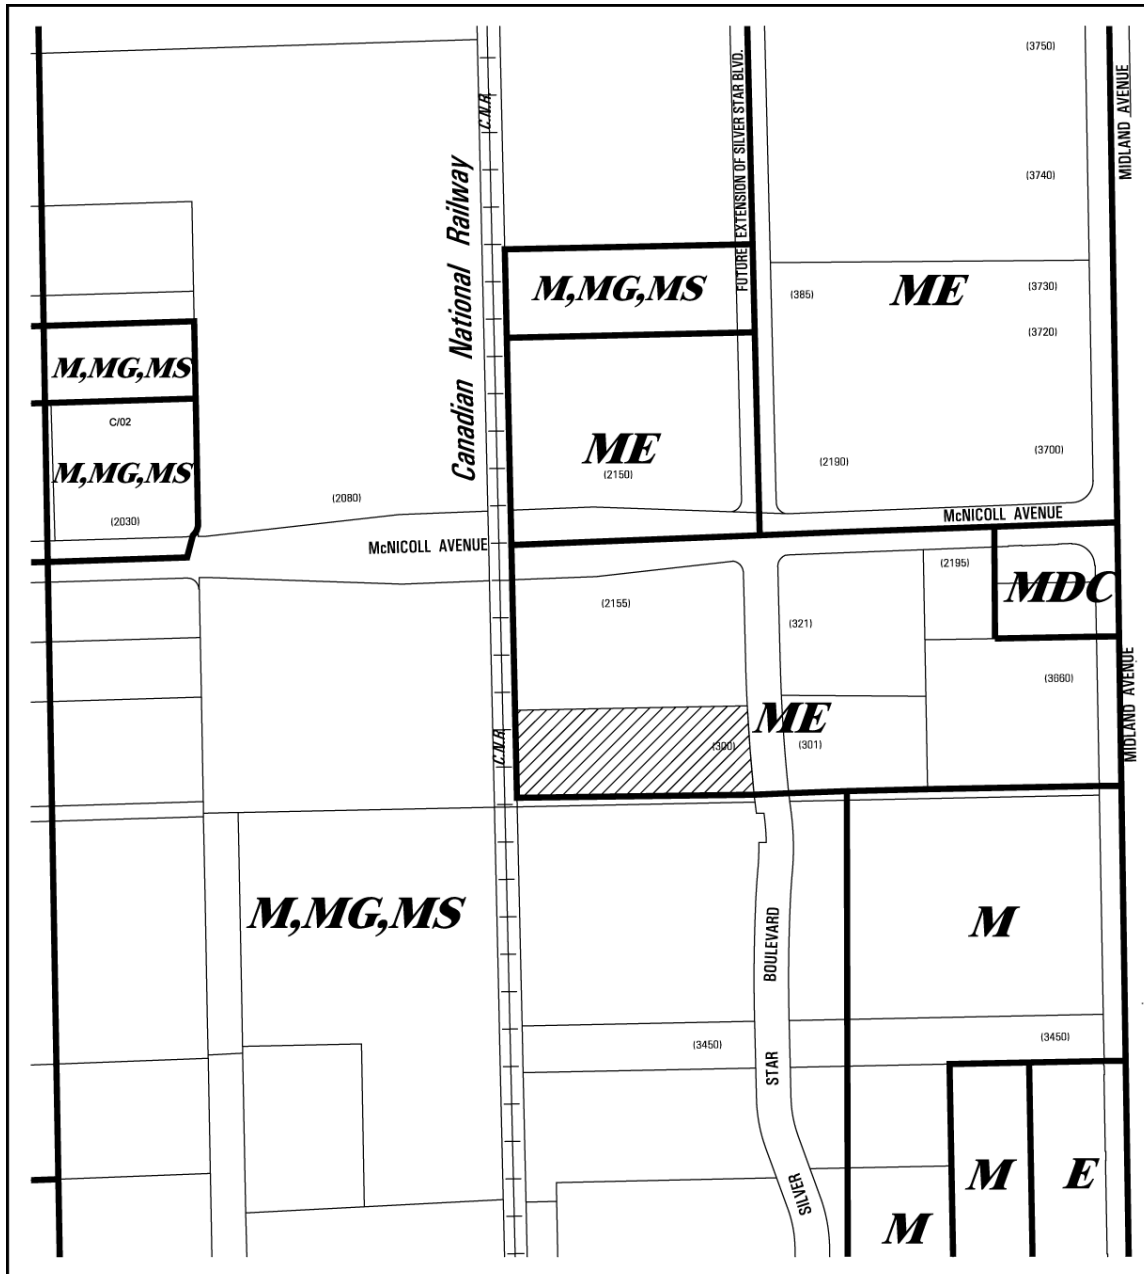 (3750)
MIDLAND AVENUE
C.N.R.
FUTURE EXTENSION OF SILVER STAR BLVD.
(3740)
Canadian National Railway
M,MG,MS
(385)
ME
(3730)
(3720)
M,MG,MS
C/02
M,MG,MS
(2030)
(2080)
ME
(2150)
(2190)
(3700)
McNICOLL AVENUE
McNICOLL AVENUE
(2195)
MDC
(2155)
(321)
(3660)
MIDLAND AVENUE
ME
C.N.R.
(300)
(301)
M,MG,MS
M
SILVER STAR BOULEVARD
(3450)
(3450)
M
E
M